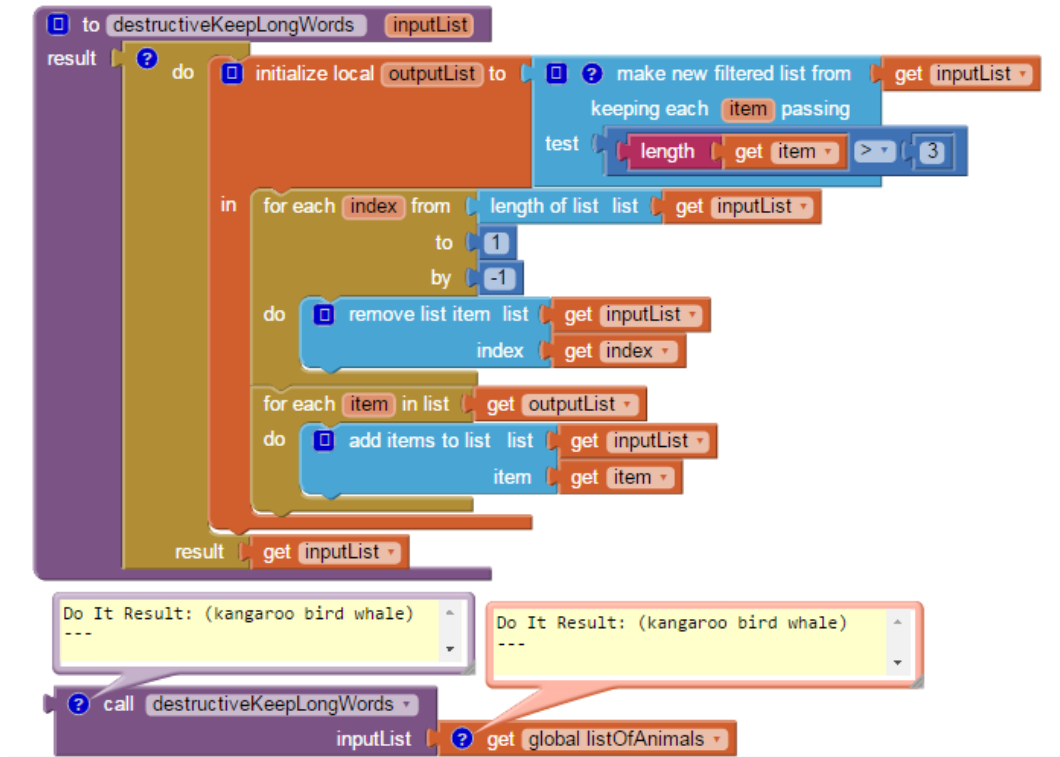 to destructiveKeepLongWords inputList
result ? do initialize local outputList to ? make new filtered list from get inputList
keeping each item passing
test length get item > 3
in for each index from length of list list get inputList
to 1
by -1
do remove list item list get inputList
index get index
for each item in list get outputList
do add items to list list get inputList
item get item
result get inputList
Do It Result: (kangaroo bird whale)
---
Do It Result: (kangaroo bird whale)
---
? call destructiveKeepLongWords
inputList ? get global listOfAnimals